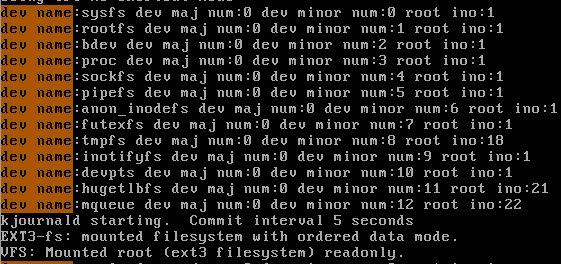 dev name:sysfs dev maj num:0 dev minor num:0 root ino:1
dev name:rootfs dev maj num:0 dev minor num:1 root ino:1
dev name:bdev dev maj num:0 dev minor num:2 root ino:1
dev name:proc dev maj num:0 dev minor num:3 root ino:1
dev name:sockfs dev maj num:0 dev minor num:4 root ino:1
dev name:pipefs dev maj num:0 dev minor num:5 root ino:1
dev name:anon_inodefs dev maj num:0 dev minor num:6 root ino:1
dev name:futexfs dev maj num:0 dev minor num:7 root ino:1
dev name:tmpfs dev maj num:0 dev minor num:8 root ino:18
dev name:inotifyfs dev maj num:0 dev minor num:9 root ino:1
dev name:devpts dev maj num:0 dev minor num:10 root ino:1
dev name:hugetlbfs dev maj num:0 dev minor num:11 root ino:21
dev name:mqueue dev maj num:0 dev minor num:12 root ino:22
kjournald starting.  Commit interval 5 seconds
EXT3-fs: mounted filesystem with ordered data mode.
VFS: Mounted root (ext3 filesystem) readonly.